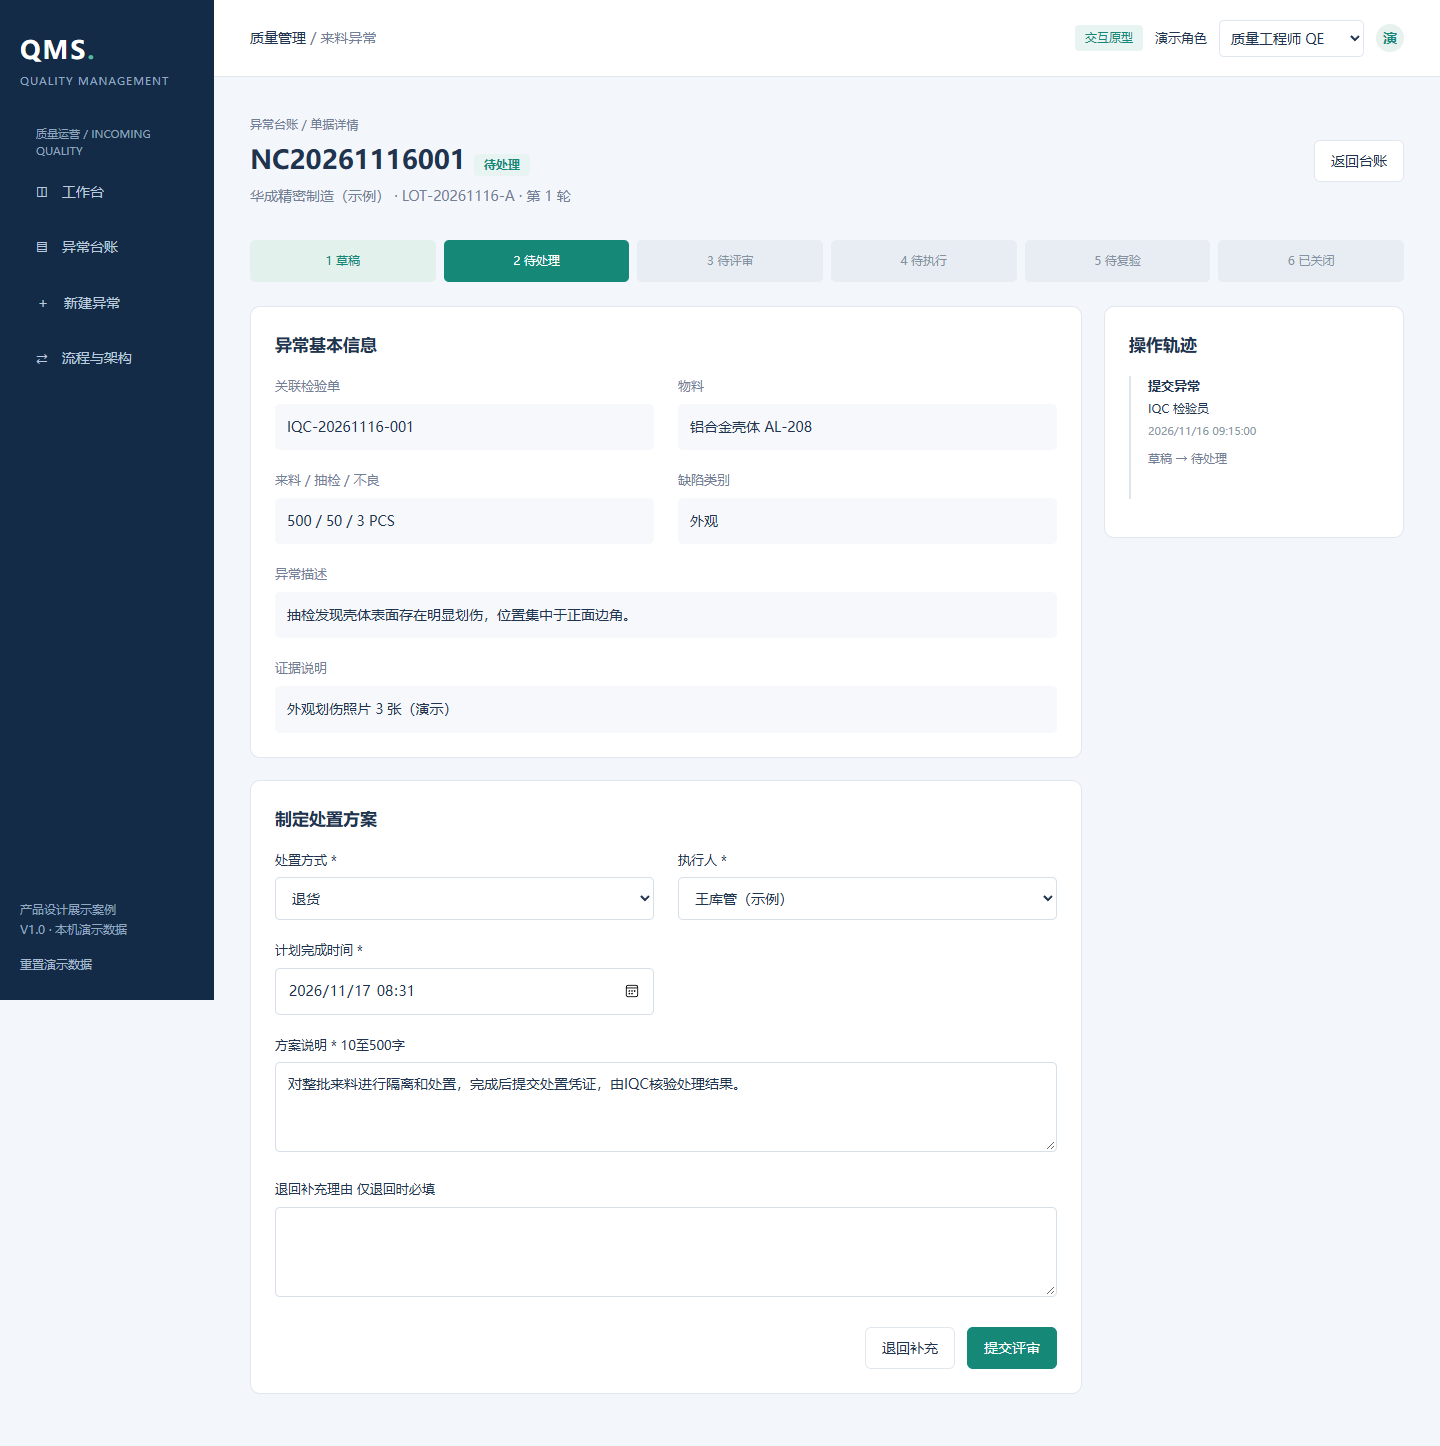 QMS.
QUALITY MANAGEMENT
质量运营 / INCOMING
QUALITY
工作台
异常台账
+ 新建异常
⇄ 流程与架构
产品设计展示案例
V1.0 · 本机演示数据
重置演示数据
质量管理 / 来料异常
交互原型
演示角色
质量工程师 QE
演
异常台账 / 单据详情
NC20261116001
待处理
华成精密制造（示例） · LOT-20261116-A · 第 1 轮
返回台账
1 草稿
2 待处理
3 待评审
4 待执行
5 待复验
6 已关闭
异常基本信息
关联检验单
IQC-20261116-001
物料
铝合金壳体 AL-208
来料 / 抽检 / 不良
500 / 50 / 3 PCS
缺陷类别
外观
异常描述
抽检发现壳体表面存在明显划伤，位置集中于正面边角。
证据说明
外观划伤照片 3 张（演示）
操作轨迹
提交异常
IQC 检验员
2026/11/16 09:15:00
草稿 → 待处理
制定处置方案
处置方式 *
退货
执行人 *
王库管（示例）
计划完成时间 *
2026/11/17 08:31
方案说明 * 10至500字
对整批来料进行隔离和处置，完成后提交处置凭证，由IQC核验处理结果。
退回补充理由 仅退回时必填
退回补充
提交评审